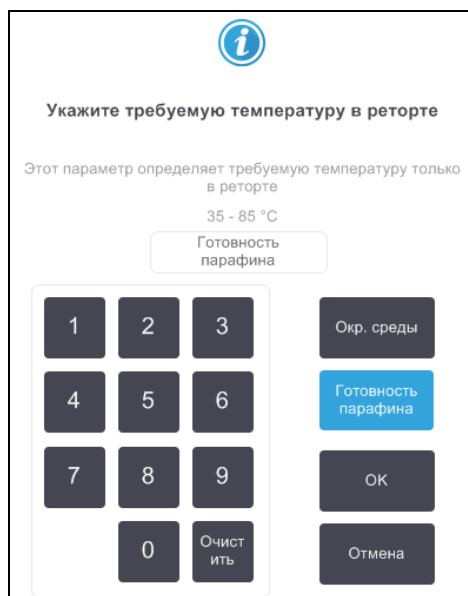 i
Укажите требуемую температуру в реторте
Этот параметр определяет требуемую температуру только
в реторте
35 - 85 °C
Готовность
парафина
1 2 3
Окр. среды
4 5 6
Готовность
парафина
7 8 9
OK
0
Очист
ить
Отмена